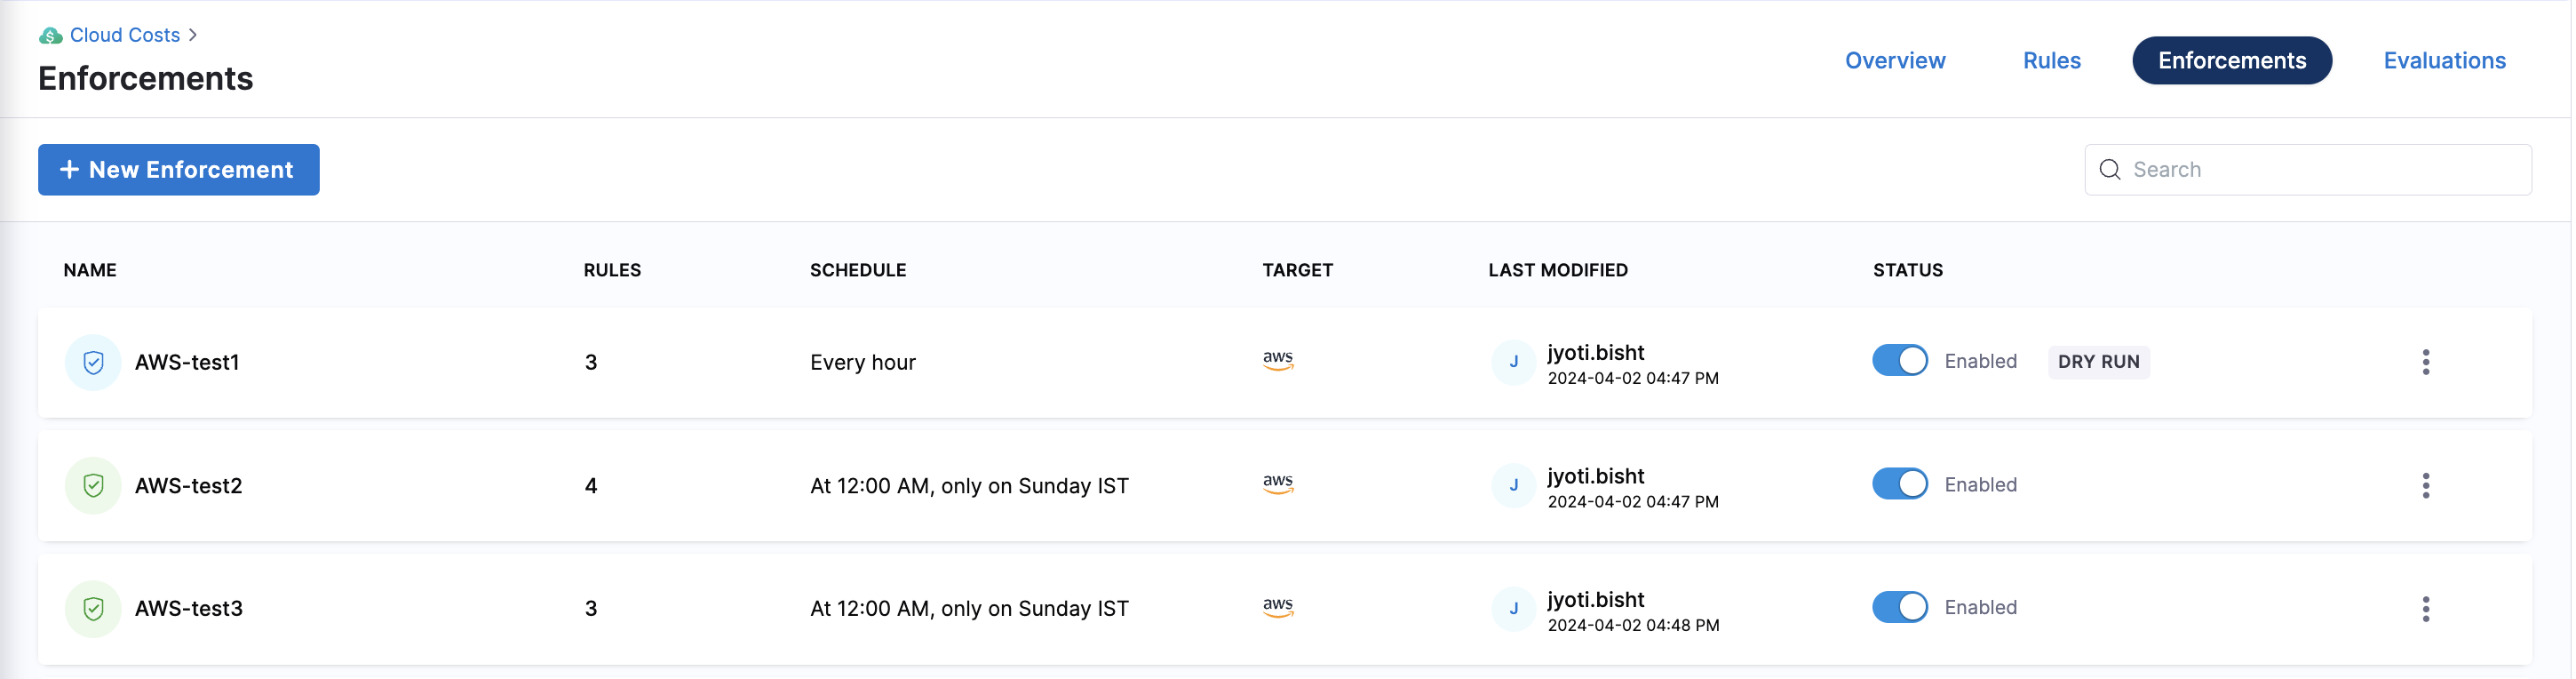 Cloud Costs >
Enforcements
Overview Rules Enforcements Evaluations
+ New Enforcement
Search
NAME RULES SCHEDULE TARGET LAST MODIFIED STATUS
AWS-test1 3 Every hour aws J jyoti.bisht Enabled DRY RUN
2024-04-02 04:47 PM
AWS-test2 4 At 12:00 AM, only on Sunday IST aws J jyoti.bisht Enabled
2024-04-02 04:47 PM
AWS-test3 3 At 12:00 AM, only on Sunday IST aws J jyoti.bisht Enabled
2024-04-02 04:48 PM